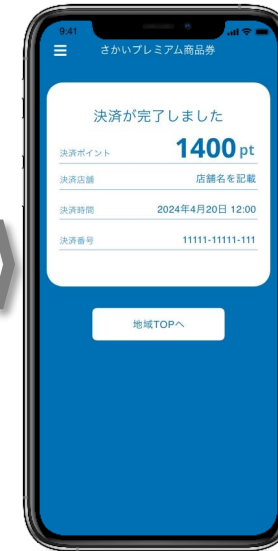 9:41
さかいプレミアム商品券
決済が完了しました
決済ポイント 1400 pt
決済店舗 店舗名を記載
決済時間 2024年4月20日 12:00
決済番号 11111-11111-111
地域TOPへ